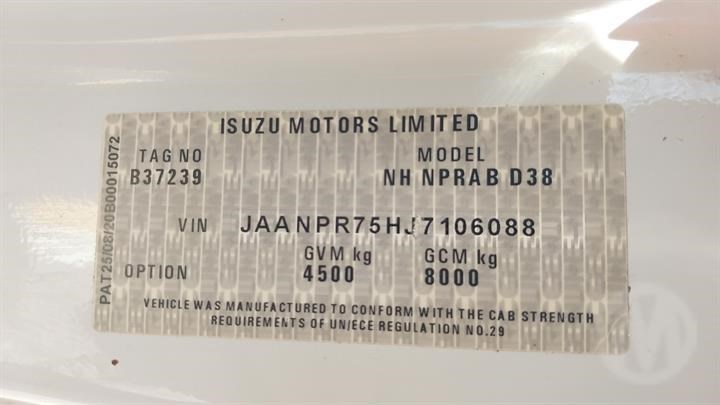 ISUZU MOTORS LIMITED
TAG NO MODEL
B37239 NH NPRAB D38
VIN JAANPR75HJ7106088
GVM kg GCM kg
OPTION 4500 8000
VEHICLE WAS MANUFACTURED TO CONFORM WITH THE CAB STRENGTH
REQUIREMENTS OF UN/ECE REGULATION NO.29
PAT25/08/20B00015072
W